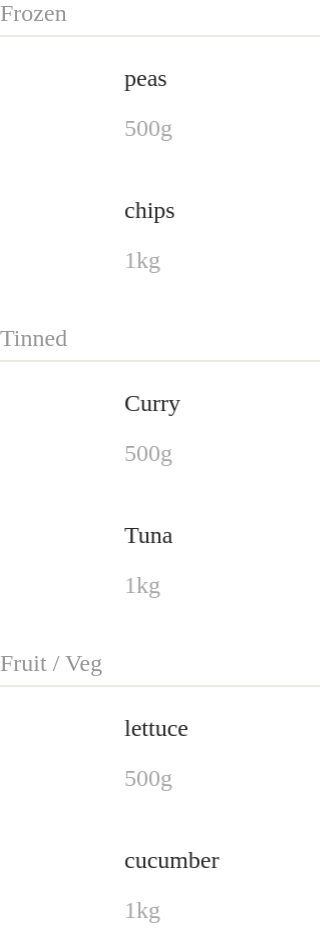 Frozen
peas
500g
chips
1kg
Tinned
Curry
500g
Tuna
1kg
Fruit / Veg
lettuce
500g
cucumber
1kg